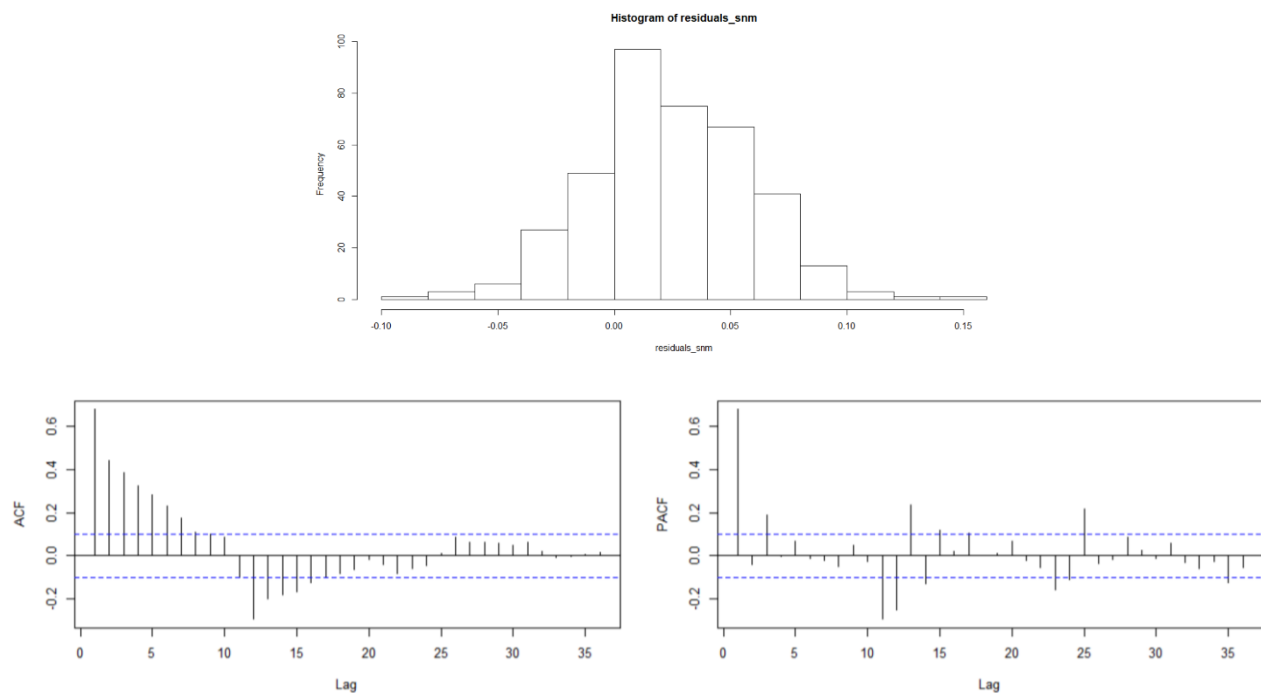 Histogram of residuals_snm
Frequency
0 20 40 60 80 100
-0.10 -0.05 0.00 0.05 0.10 0.15
residuals_snm
ACF
-0.2 0.0 0.2 0.4 0.6
0 5 10 15 20 25 30 35
Lag
PACF
-0.2 0.0 0.2 0.4 0.6
0 5 10 15 20 25 30 35
Lag